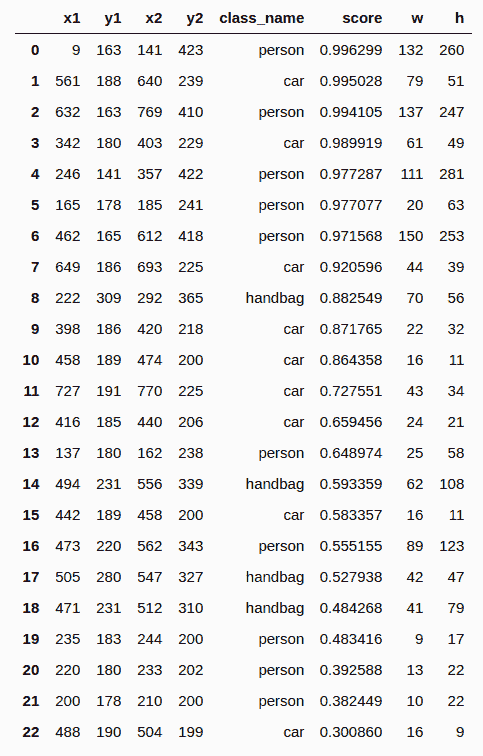 x1 y1 x2 y2 class_name score w h
0 9 163 141 423 person 0.996299 132 260
1 561 188 640 239 car 0.995028 79 51
2 632 163 769 410 person 0.994105 137 247
3 342 180 403 229 car 0.989919 61 49
4 246 141 357 422 person 0.977287 111 281
5 165 178 185 241 person 0.977077 20 63
6 462 165 612 418 person 0.971568 150 253
7 649 186 693 225 car 0.920596 44 39
8 222 309 292 365 handbag 0.882549 70 56
9 398 186 420 218 car 0.871765 22 32
10 458 189 474 200 car 0.864358 16 11
11 727 191 770 225 car 0.727551 43 34
12 416 185 440 206 car 0.659456 24 21
13 137 180 162 238 person 0.648974 25 58
14 494 231 556 339 handbag 0.593359 62 108
15 442 189 458 200 car 0.583357 16 11
16 473 220 562 343 person 0.555155 89 123
17 505 280 547 327 handbag 0.527938 42 47
18 471 231 512 310 handbag 0.484268 41 79
19 235 183 244 200 person 0.483416 9 17
20 220 180 233 202 person 0.392588 13 22
21 200 178 210 200 person 0.382449 10 22
22 488 190 504 199 car 0.300860 16 9